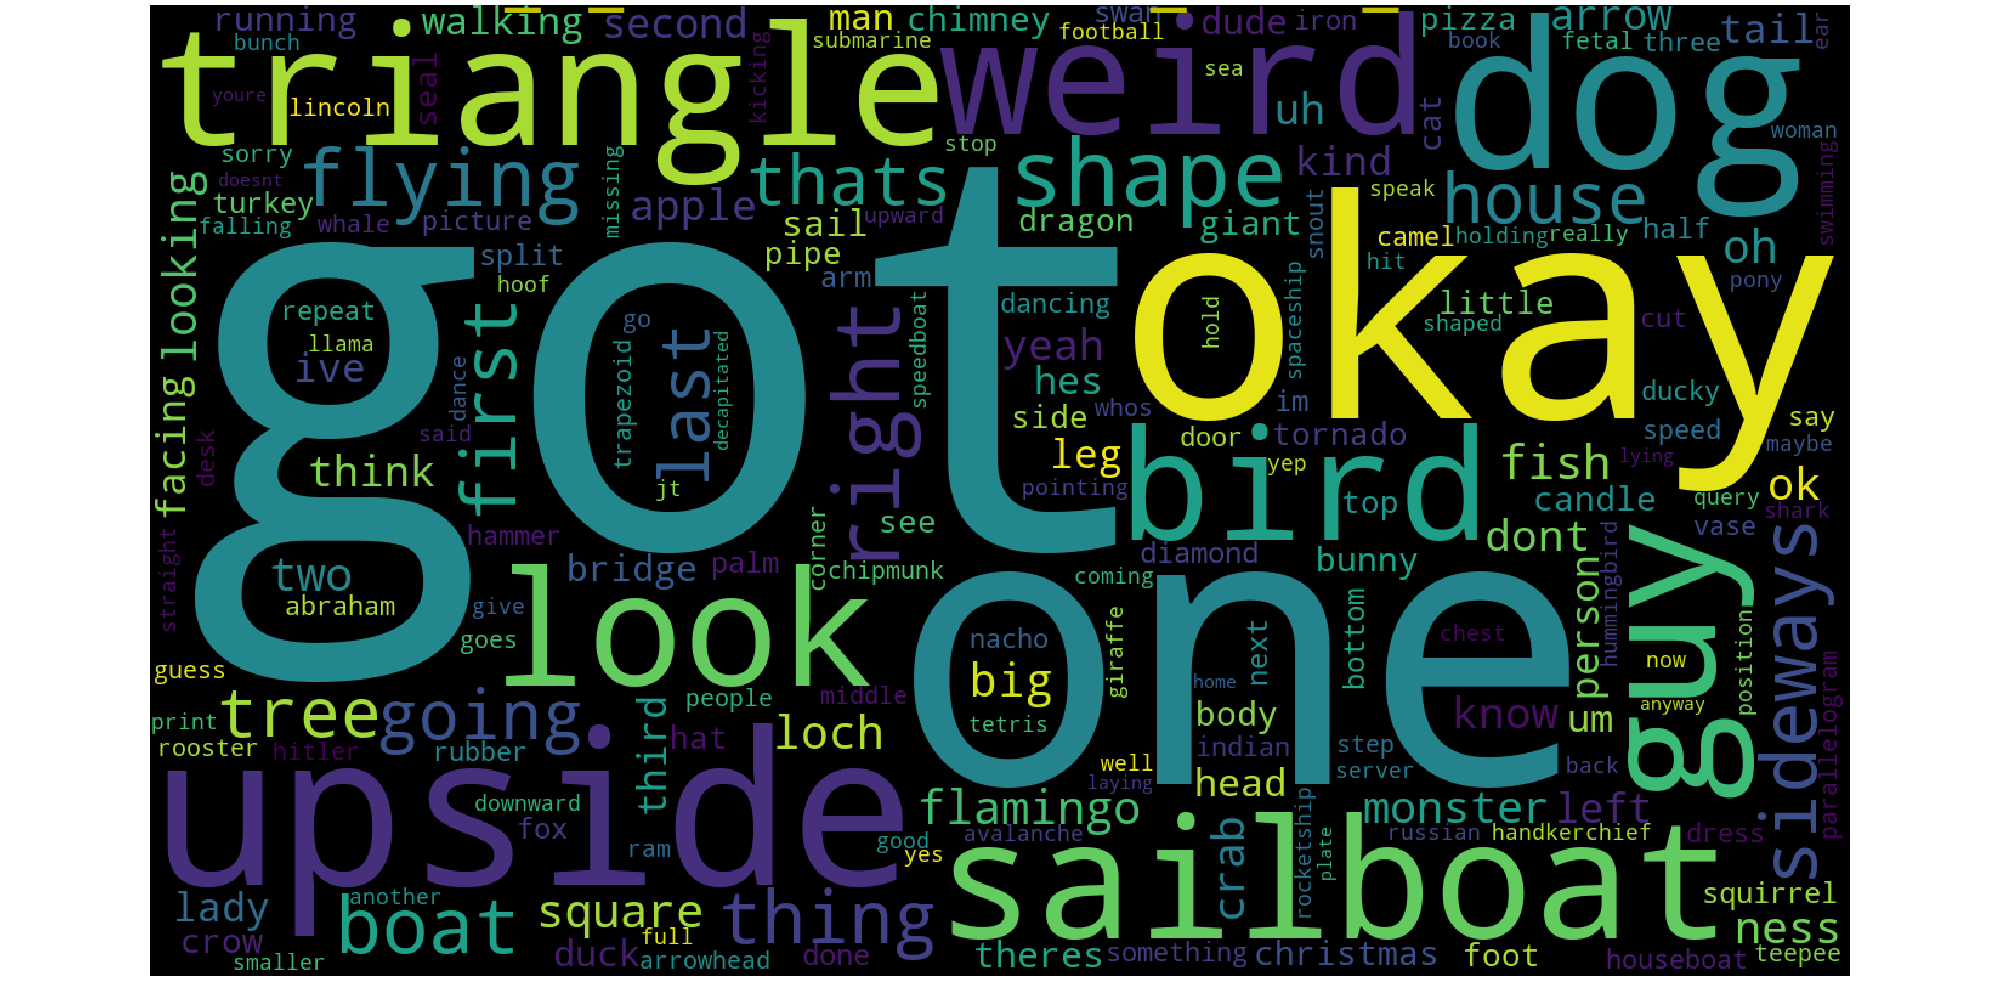 running
walking
second
man
chimney
swan
dude
iron
pizza
arrow
bunch
submarine
football
book
fetal
three
tail
ear
triangle
weird
dog
seal
kicking
sea
youre
lincoln
uh
cat
woman
sorry
stop
doesnt
flying
missing
thats
shape
kind
speak
house
swimming
turkey
apple
upward
snout
falling
whale
picture
sail
dragon
giant
camel
holding
really
half
oh
looking
split
pipe
hit
got
okay
hoof
arm
spaceship
pony
repeat
go
speedboat
dancing
hold
little
llama
first
trapezoid
last
decapitated
right
yeah
shaped
cut
ive
dance
hes
im
ducky
facing
desk
said
side
whos
door
tornado
speed
say
maybe
think
leg
bird
yep
fish
lying
jt
pointing
top
candle
query
ok
shark
straight
hammer
corner
see
diamond
bunny
dont
vase
two
bridge
palm
chipmunk
coming
person
hummingbird
guy
sideways
abraham
give
look
one
giraffe
bottom
goes
nacho
next
chest
position
guess
big
home
now
tree
going
people
middle
body
know
um
anyway
parallelogram
print
third
tetris
rooster
hitler
rubber
hat
loch
indian
step
upside
well
server
back
laying
head
downward
flamingo
monster
left
fox
ram
good
avalanche
crab
rocketship
russian
handkerchief
dress
yes
plate
sailboat
lady
another
boat
square
thing
squirrel
crow
full
ness
smaller
duck
arrowhead
done
theres
something
christmas
foot
houseboat
teepee